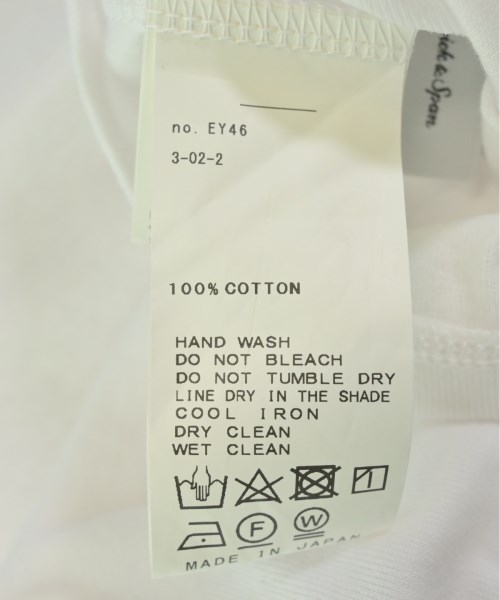 & Span
no. EY46
3-02-2
100% COTTON
HAND WASH
DO NOT BLEACH
DO NOT TUMBLE DRY
LINE DRY IN THE SHADE
COOL IRON
DRY CLEAN
WET CLEAN
F W
MADE IN JAPAN